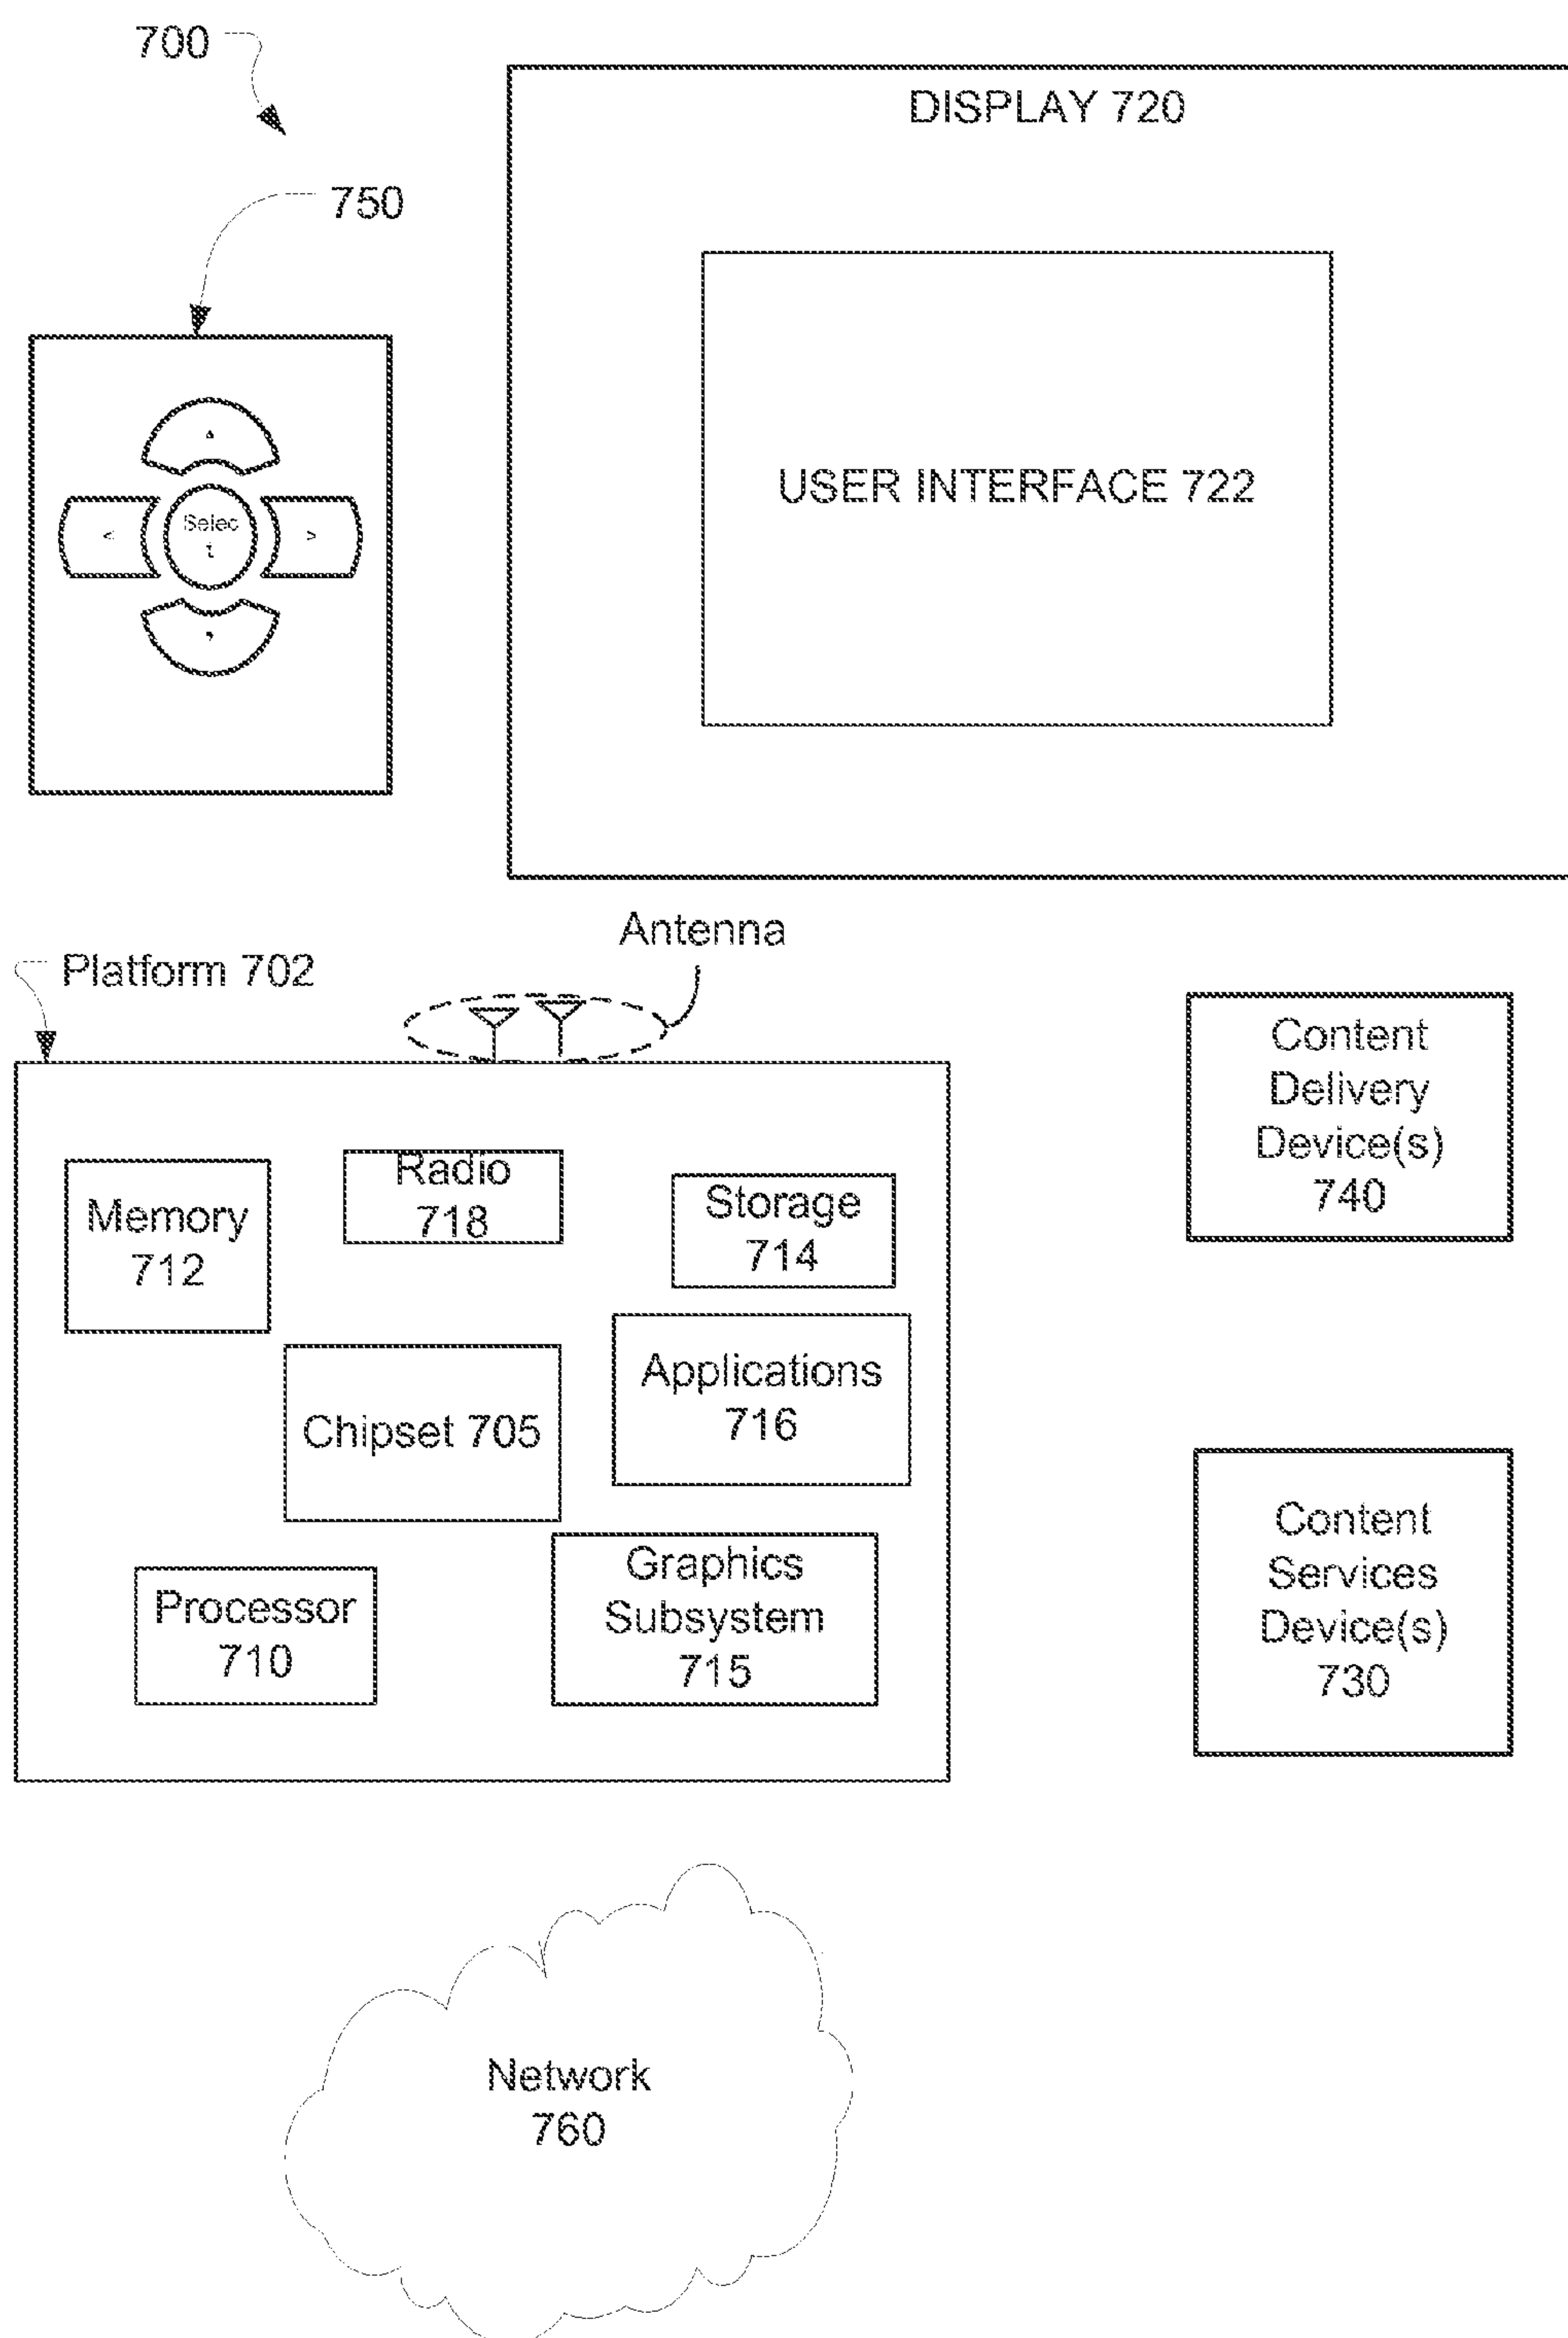 700
DISPLAY 720
750
USER INTERFACE 722
<
Selec
t
>
Antenna
Platform 702
Content
Delivery
Device(s)
740
Memory
712
Radio
718
Storage
714
Chipset 705
Applications
716
Processor
710
Graphics
Subsystem
715
Content
Services
Device(s)
730
Network
760